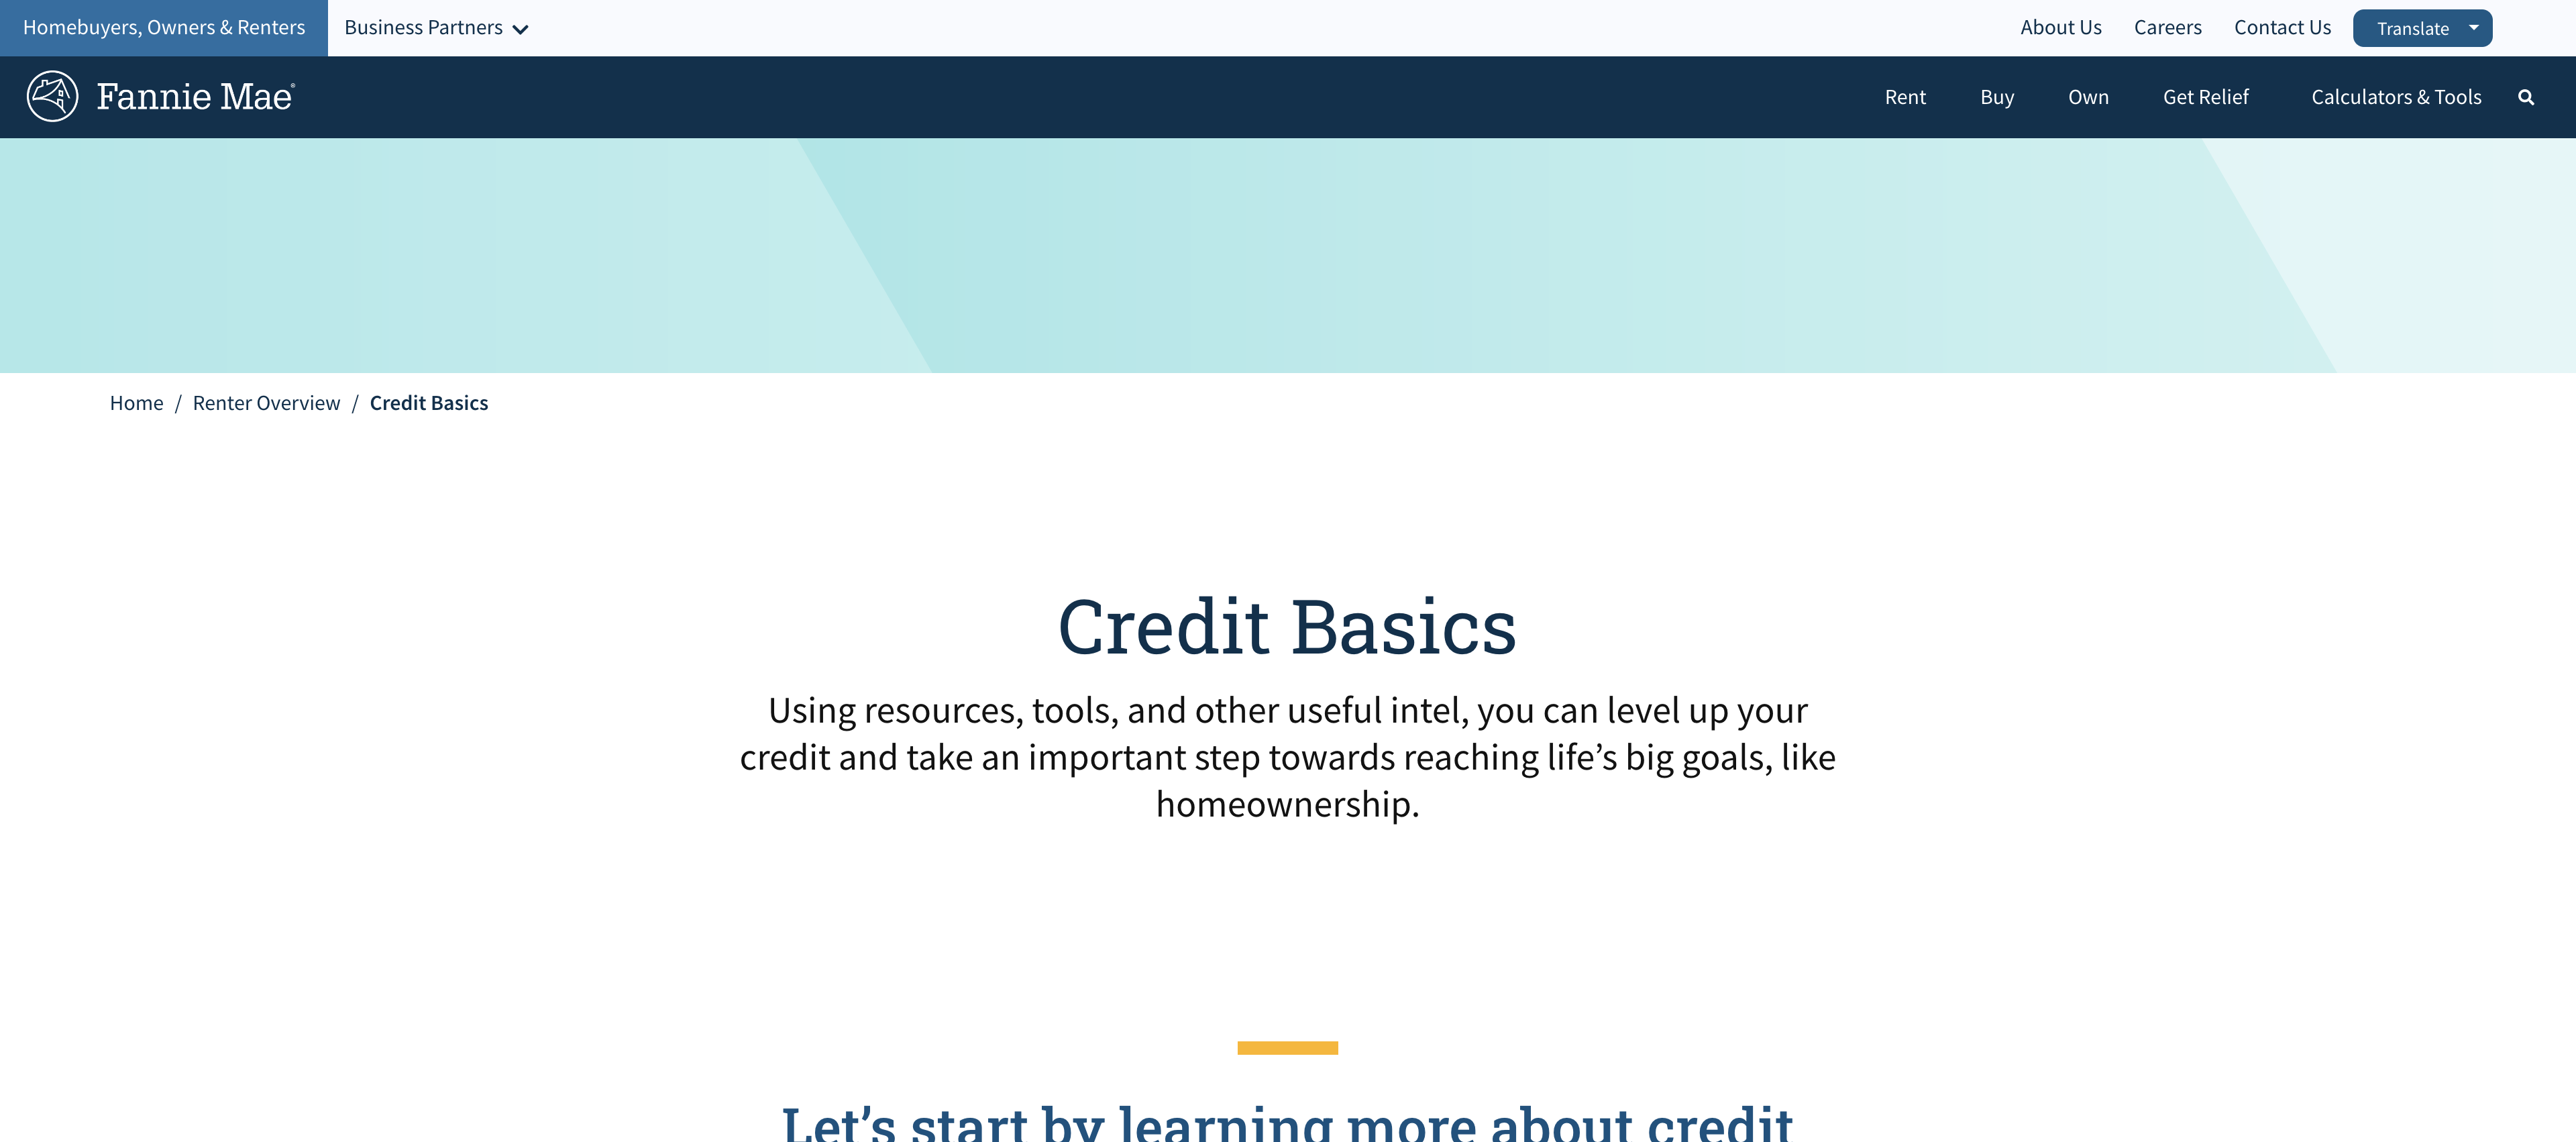 Homebuyers, Owners & Renters
Business Partners
About Us
Careers
Contact Us
Translate
Fannie Mae®
Rent
Buy
Own
Get Relief
Calculators & Tools
Home / Renter Overview / Credit Basics
Credit Basics
Using resources, tools, and other useful intel, you can level up your
credit and take an important step towards reaching life’s big goals, like
homeownership.
Let’s start by learning more about credit